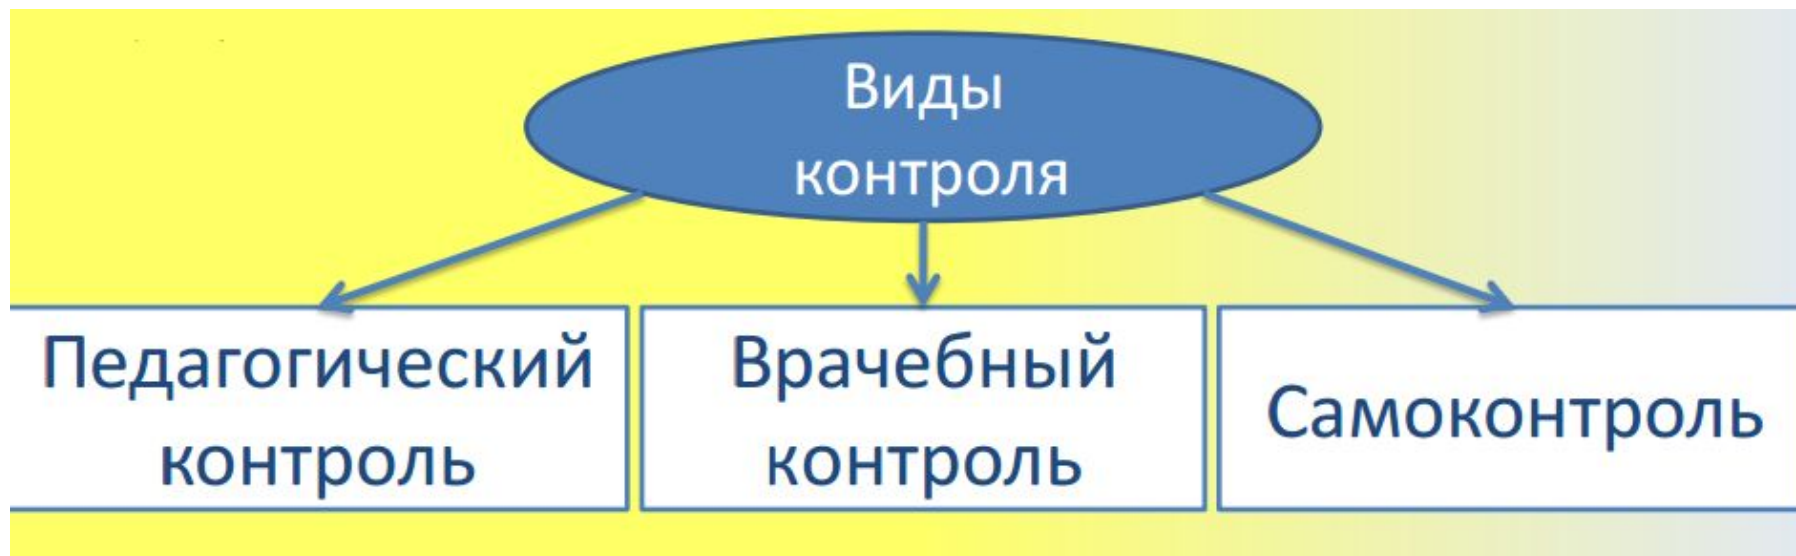 Виды
контроля
Педагогический
контроль
Врачебный
контроль
Самоконтроль